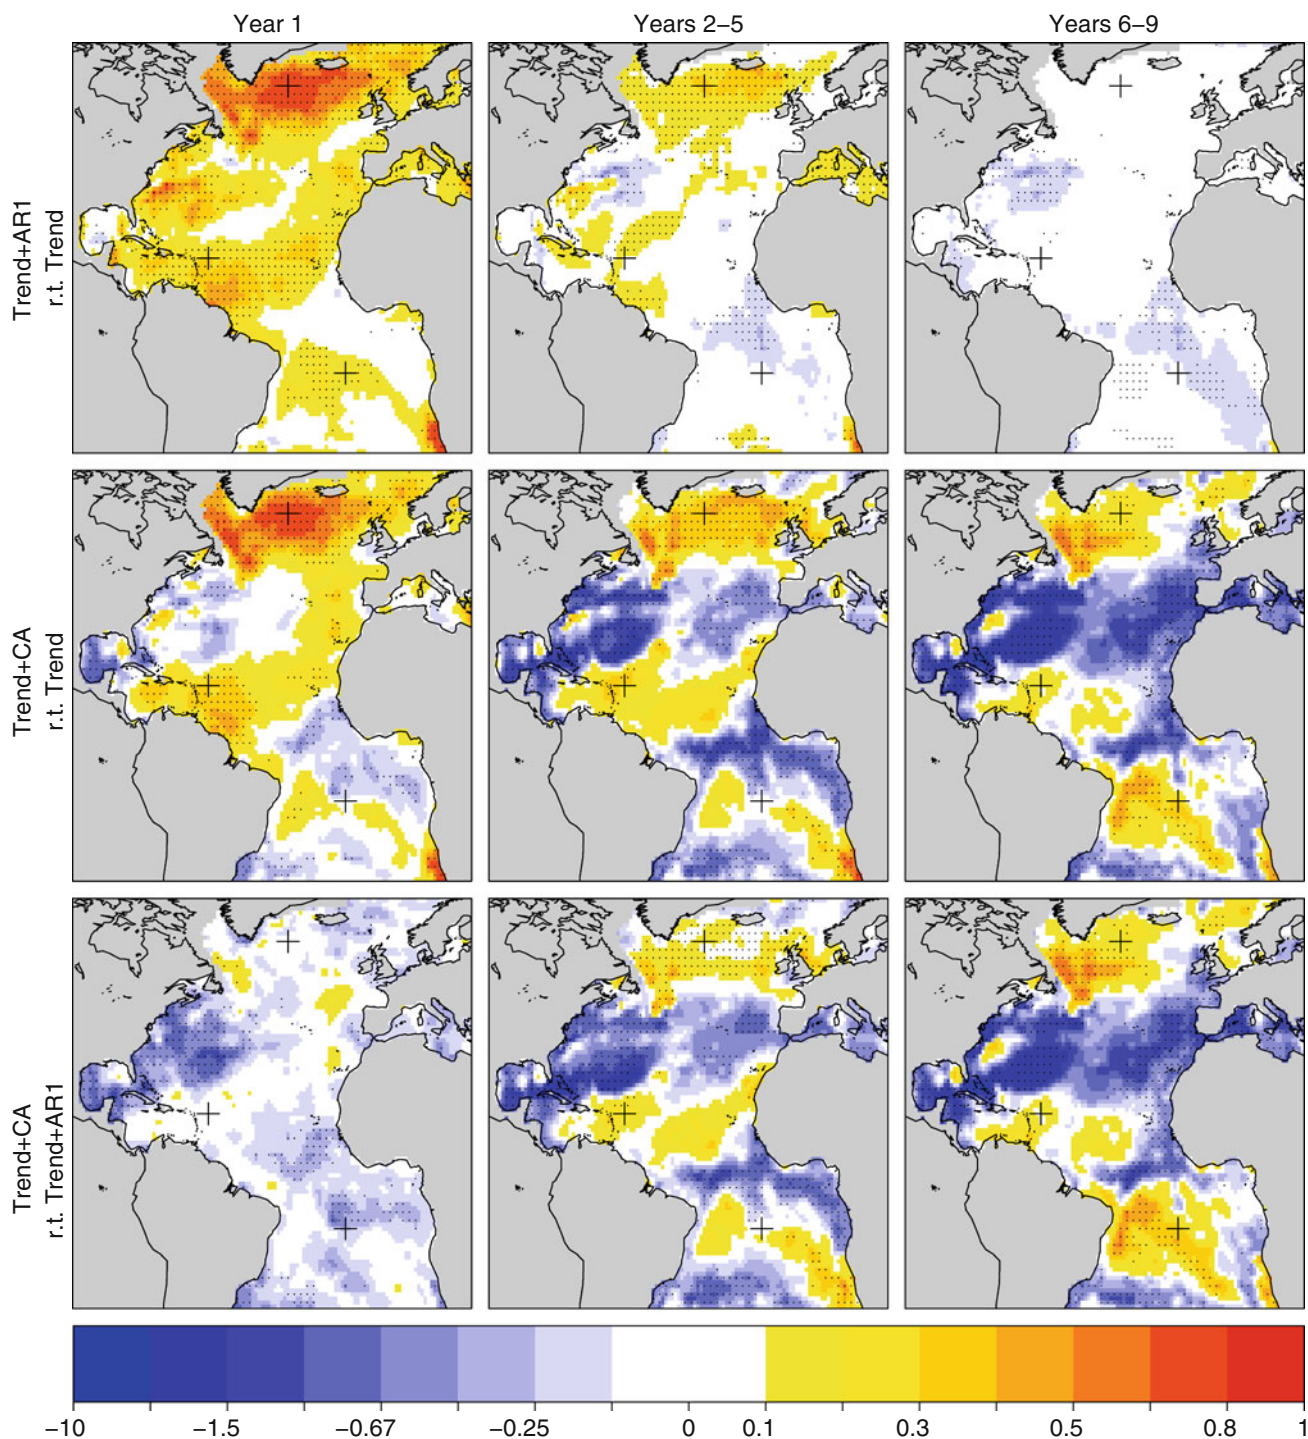 Year 1
Years 2–5
Years 6–9
Trend+AR1
r.t. Trend
Trend+CA
r.t. Trend
Trend+CA
r.t. Trend+AR1
−10
−1.5
−0.67
−0.25
0
0.1
0.3
0.5
0.8
1